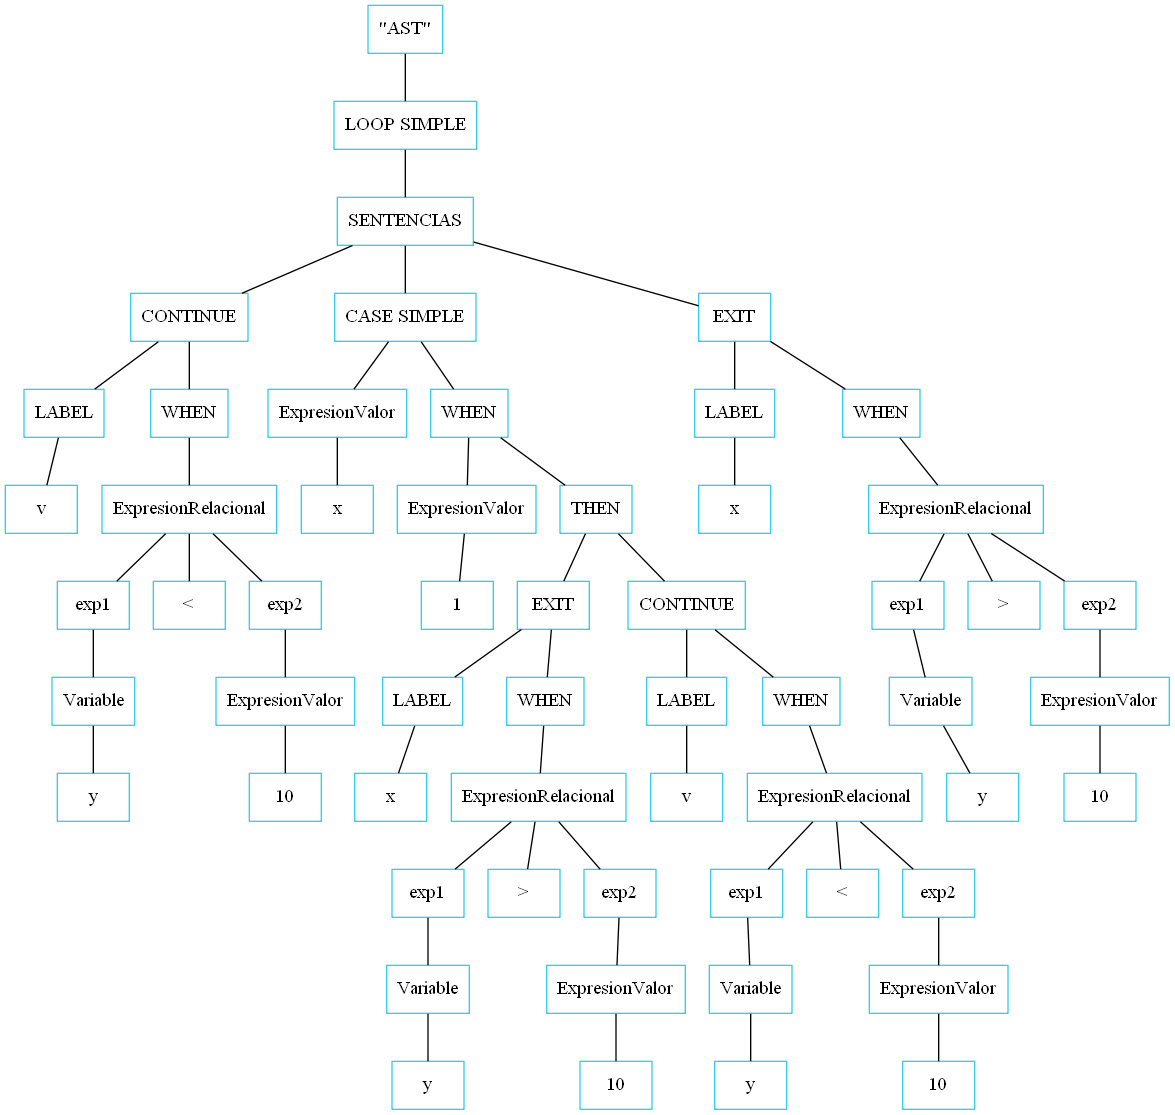 "AST"
LOOP SIMPLE
SENTENCIAS
CONTINUE
CASE SIMPLE
EXIT
LABEL
WHEN
ExpresionValor
WHEN
LABEL
WHEN
v
ExpresionRelacional
x
ExpresionValor
THEN
x
ExpresionRelacional
exp1
<
exp2
1
EXIT
CONTINUE
exp1
>
exp2
Variable
ExpresionValor
LABEL
WHEN
LABEL
WHEN
Variable
ExpresionValor
y
10
x
ExpresionRelacional
v
ExpresionRelacional
y
10
exp1
>
exp2
exp1
<
exp2
Variable
ExpresionValor
Variable
ExpresionValor
y
10
y
10